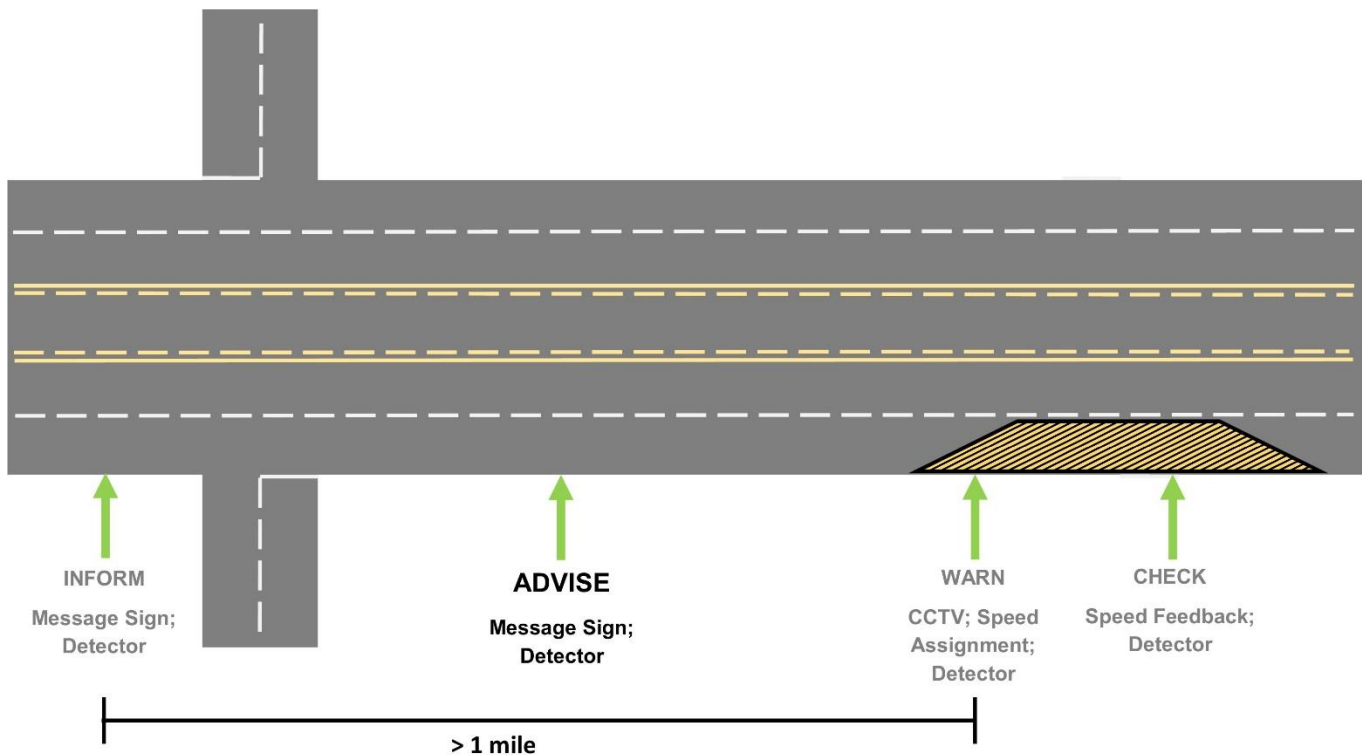 INFORM
Message Sign;
Detector
ADVISE
Message Sign;
Detector
WARN
CCTV; Speed
Assignment;
Detector
CHECK
Speed Feedback;
Detector
> 1 mile